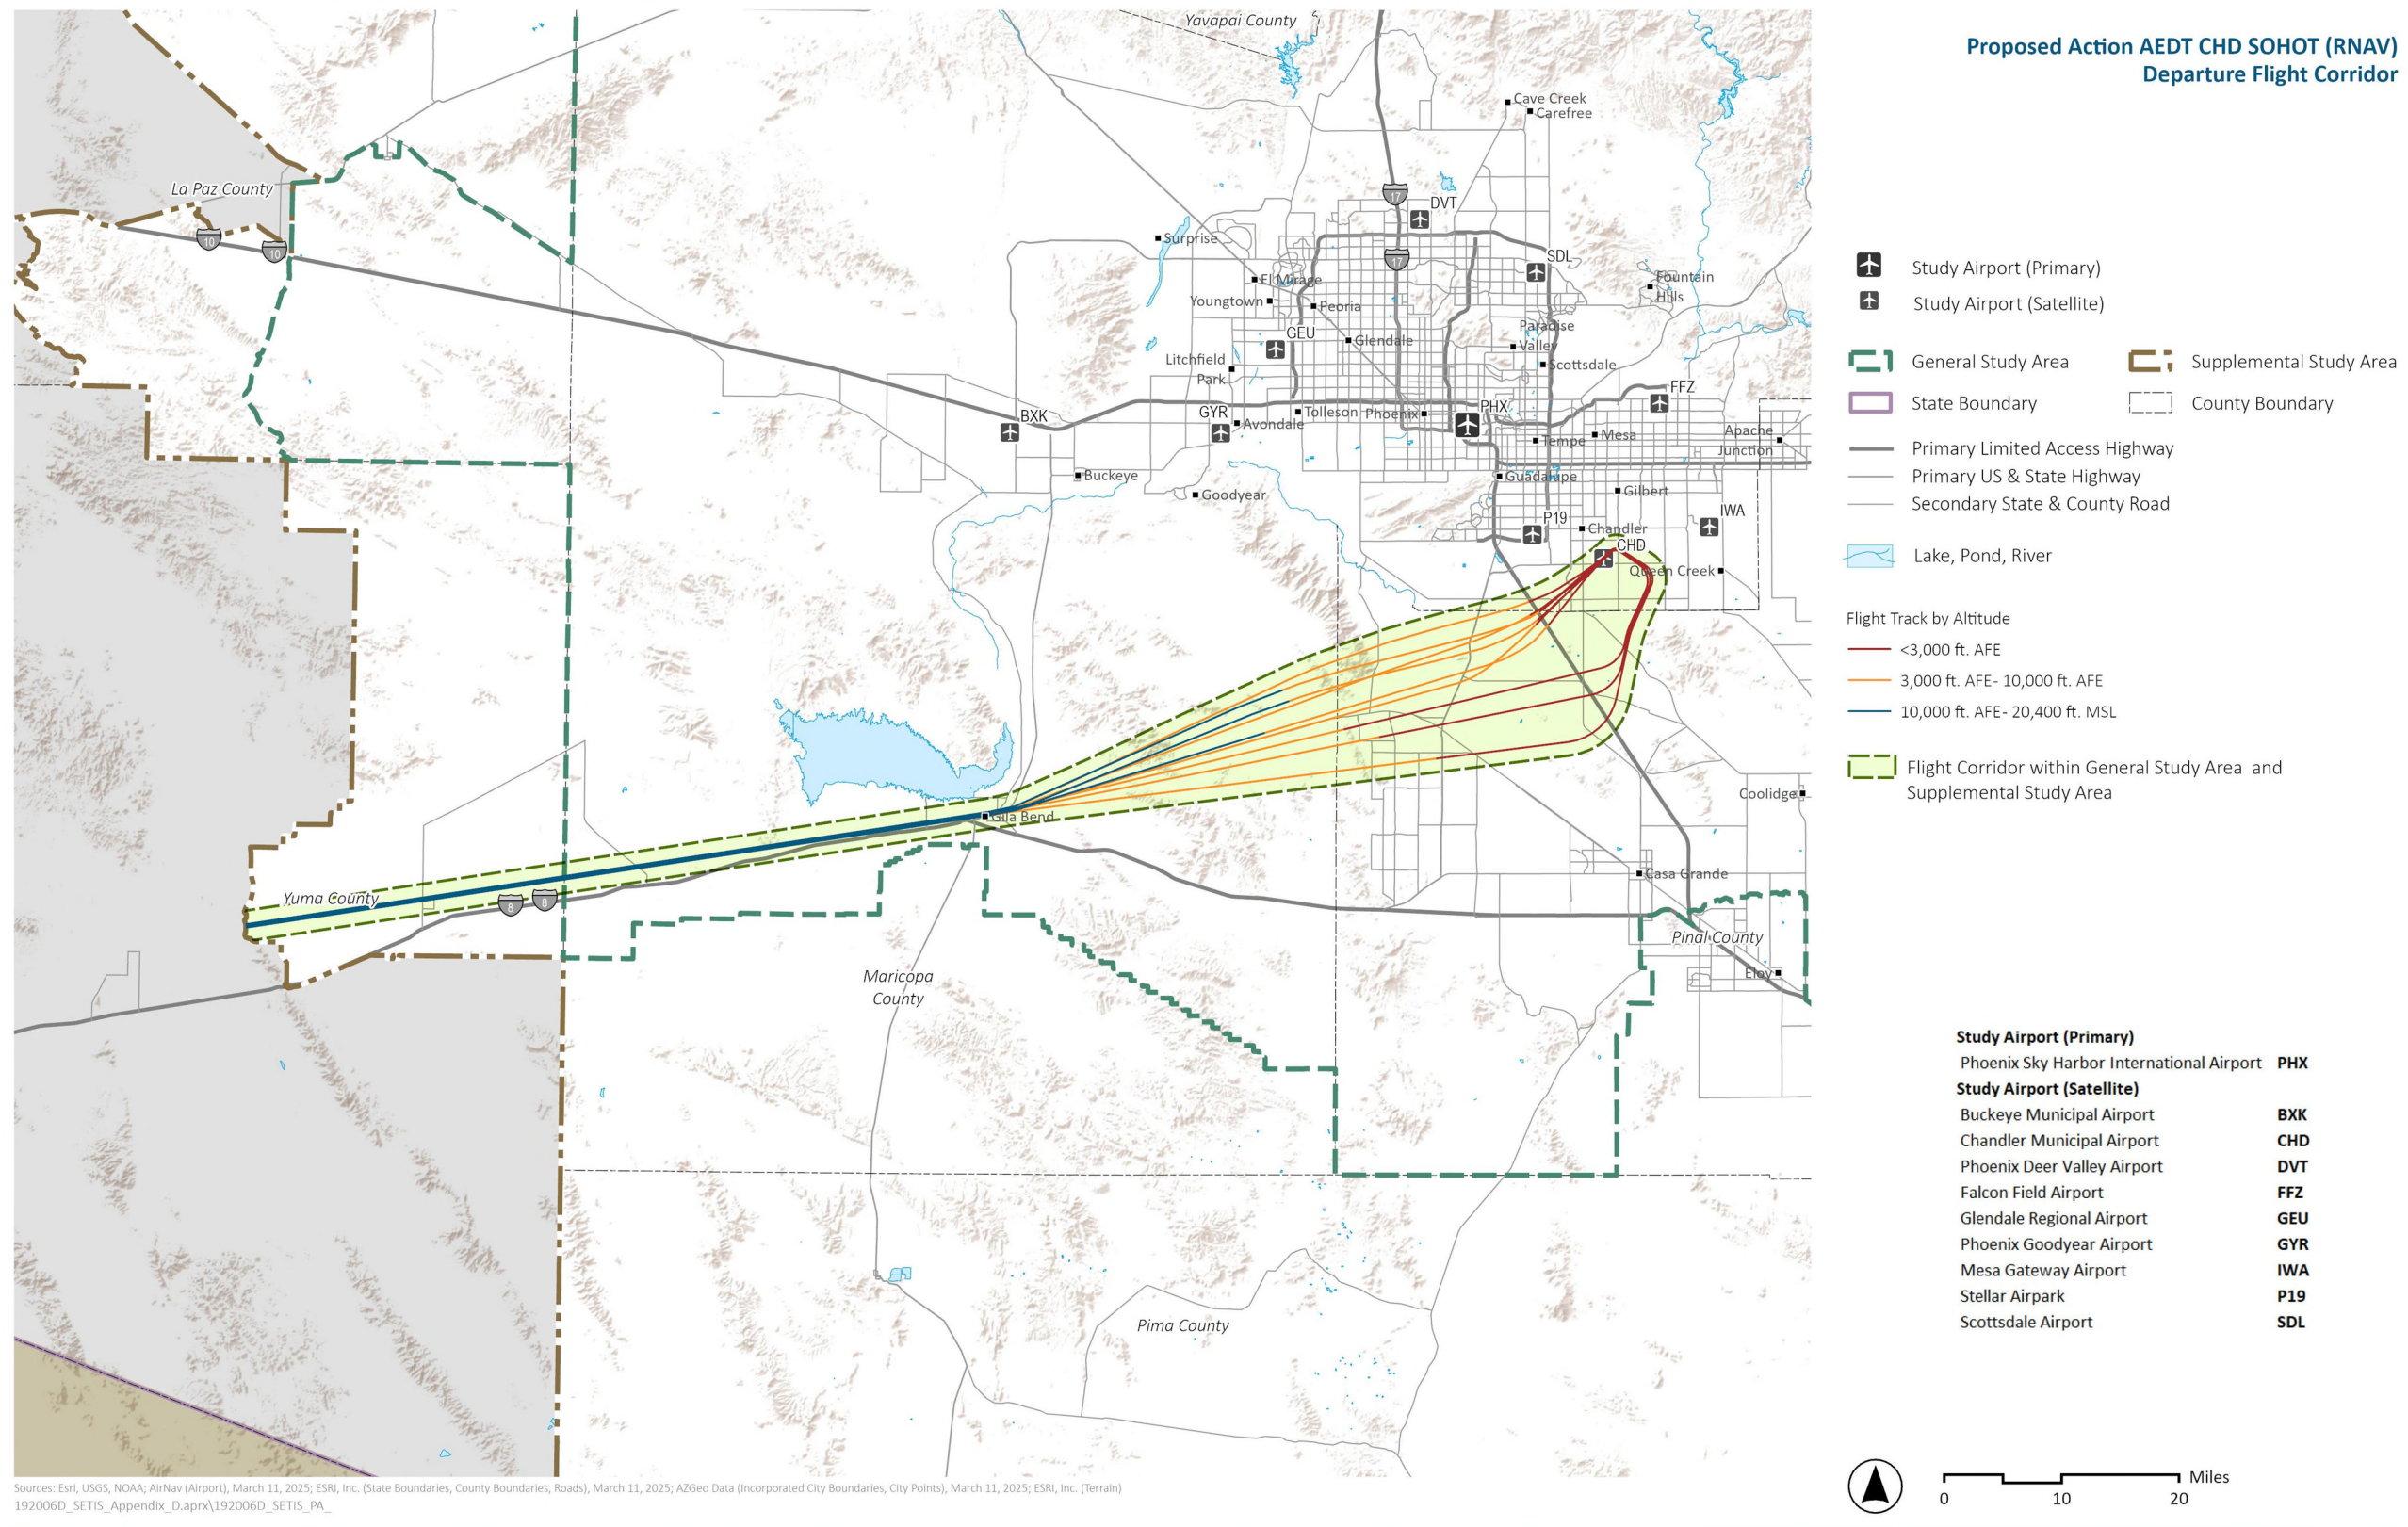 Proposed Action AEDT CHD SOHOT (RNAV)
Departure Flight Corridor
Yavapai County
Cave Creek
Carefree
La Paz County
17
DVT
10
10
Surprise
17
SDL
El Mirage
Fountain
Hills
Youngtown
Peoria
Paradise
Valley
GEU
Glendale
Litchfield
Park
Scottsdale
FFZ
BXK
GYR
Tolleson
Phoenix
PHX
Avondale
Tempe
Mesa
Apache
Junction
Buckeye
Guadalupe
Goodyear
Gilbert
P19
IWA
Chandler
CHD
Queen Creek
Coolidge
Gila Bend
Casa Grande
Yuma County
8
8
Pinal County
Eloy
Maricopa
County
Pima County
Study Airport (Primary)
Study Airport (Satellite)
General Study Area
Supplemental Study Area
State Boundary
County Boundary
Primary Limited Access Highway
Primary US & State Highway
Secondary State & County Road
Lake, Pond, River
Flight Track by Altitude
<3,000 ft. AFE
3,000 ft. AFE- 10,000 ft. AFE
10,000 ft. AFE- 20,400 ft. MSL
Flight Corridor within General Study Area and
Supplemental Study Area
Study Airport (Primary)
Phoenix Sky Harbor International Airport PHX
Study Airport (Satellite)
Buckeye Municipal Airport BXK
Chandler Municipal Airport CHD
Phoenix Deer Valley Airport DVT
Falcon Field Airport FFZ
Glendale Regional Airport GEU
Phoenix Goodyear Airport GYR
Mesa Gateway Airport IWA
Stellar Airpark P19
Scottsdale Airport SDL
Miles
0 10 20
Sources: Esri, USGS, NOAA; AirNav (Airport), March 11, 2025; ESRI, Inc. (State Boundaries, County Boundaries, Roads), March 11, 2025; AZGeo Data (Incorporated City Boundaries, City Points), March 11, 2025; ESRI, Inc. (Terrain)
192006D_SETIS_Appendix_D.aprx\192006D_SETIS_PA_